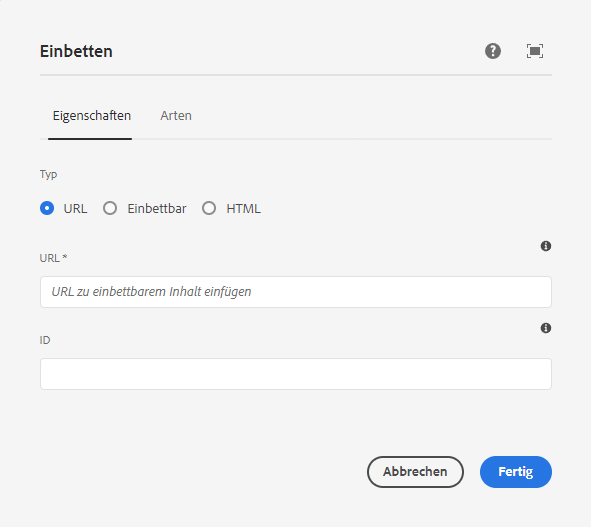 Einbetten
Eigenschaften Arten
Typ
URL Einbettbar HTML
URL *
URL zu einbettbarem Inhalt einfügen
ID
Abbrechen Fertig